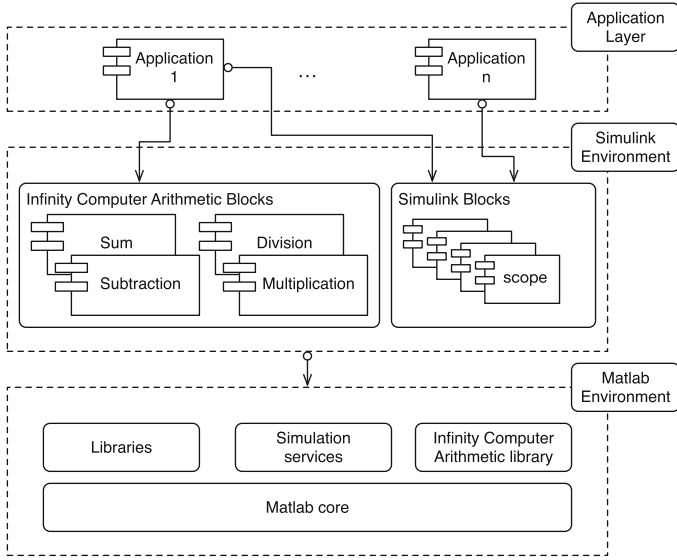 Application
Layer
Application
1
...
Application
n
Simulink
Environment
Infinity Computer Arithmetic Blocks
Sum
Subtraction
Division
Multiplication
Simulink Blocks
scope
Matlab
Environment
Libraries
Simulation
services
Infinity Computer
Arithmetic library
Matlab core